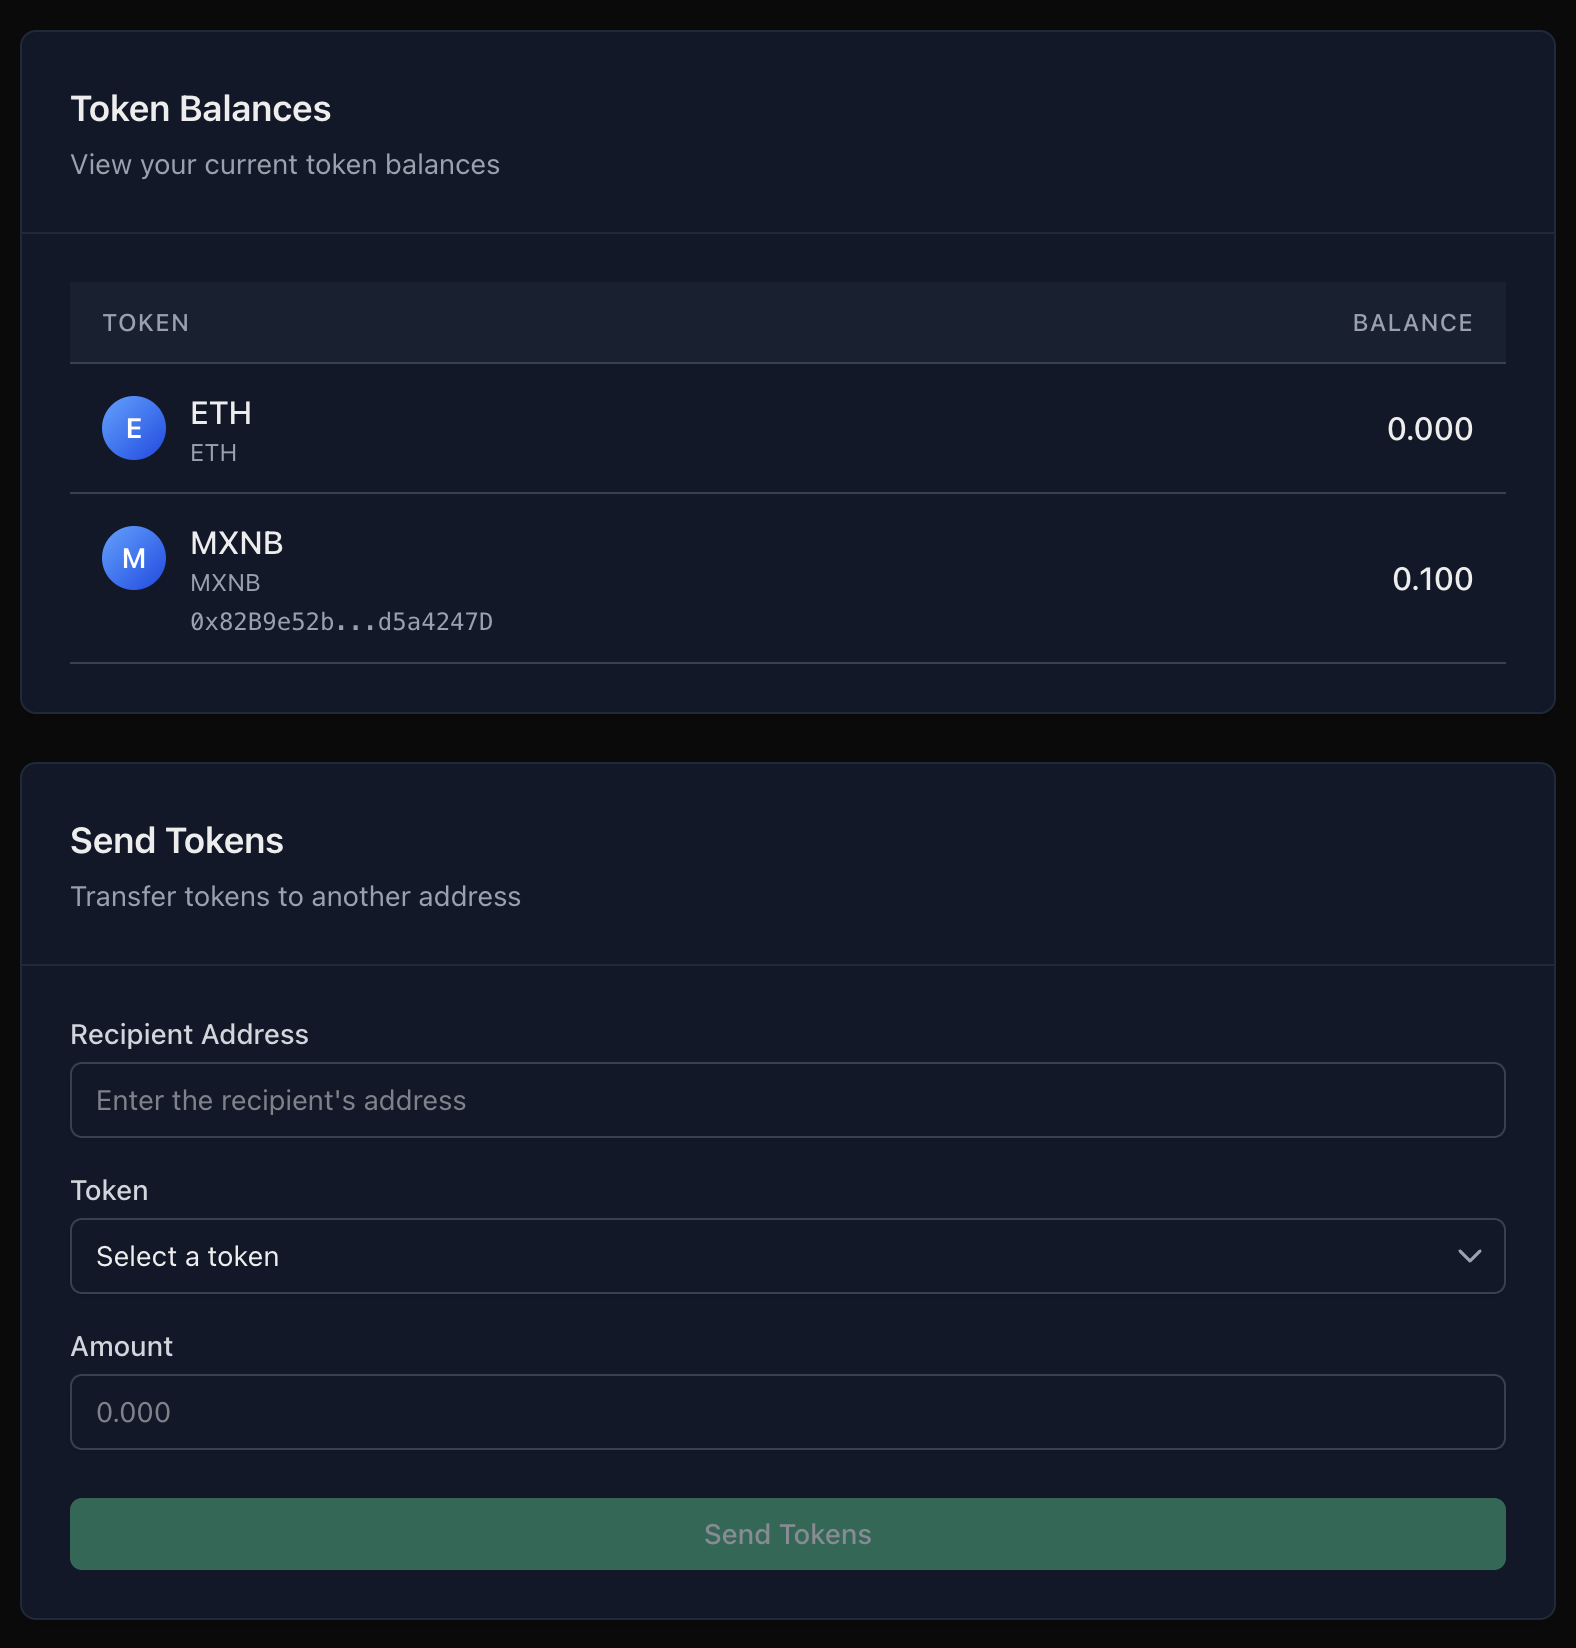 Token Balances
View your current token balances
TOKEN BALANCE
E ETH 0.000
ETH
M MXNB 0.100
MXNB
0x82B9e52b...d5a4247D
Send Tokens
Transfer tokens to another address
Recipient Address
Enter the recipient's address
Token
Select a token
Amount
0.000
Send Tokens